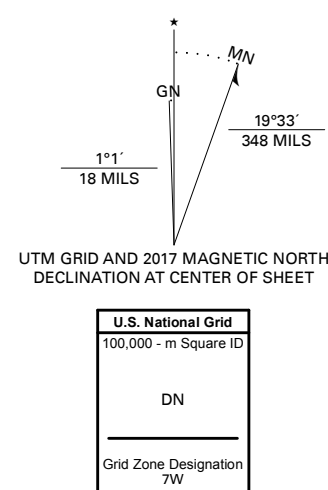 ★
MN
GN
19°33´
348 MILS
1°1´
18 MILS
UTM GRID AND 2017 MAGNETIC NORTH
DECLINATION AT CENTER OF SHEET
U.S. National Grid
100,000 - m Square ID
DN
Grid Zone Designation
7W